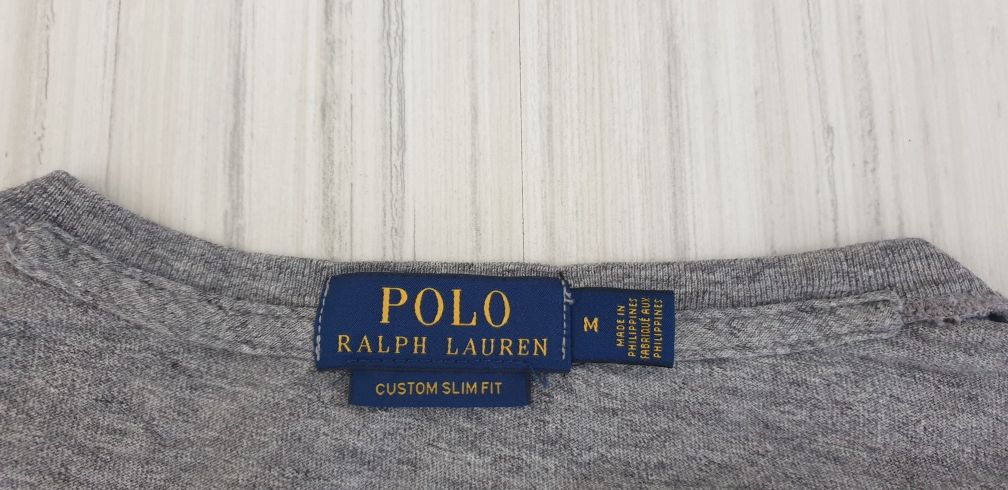 POLO
RALPH LAUREN
CUSTOM SLIM FIT
M
MADE IN
PHILIPPINES
FABRIQUÉ AUX
PHILIPPINES